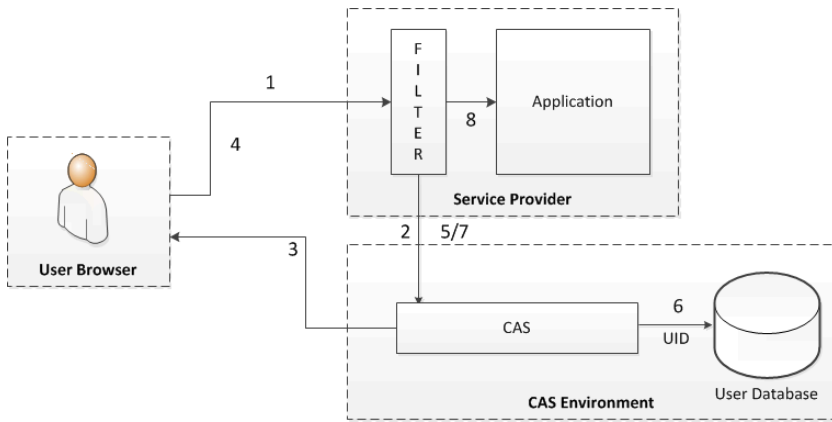 F
I
L
T
E
R
Application
8
Service Provider
1
4
User Browser
3
2 5/7
CAS
6
UID
User Database
CAS Environment